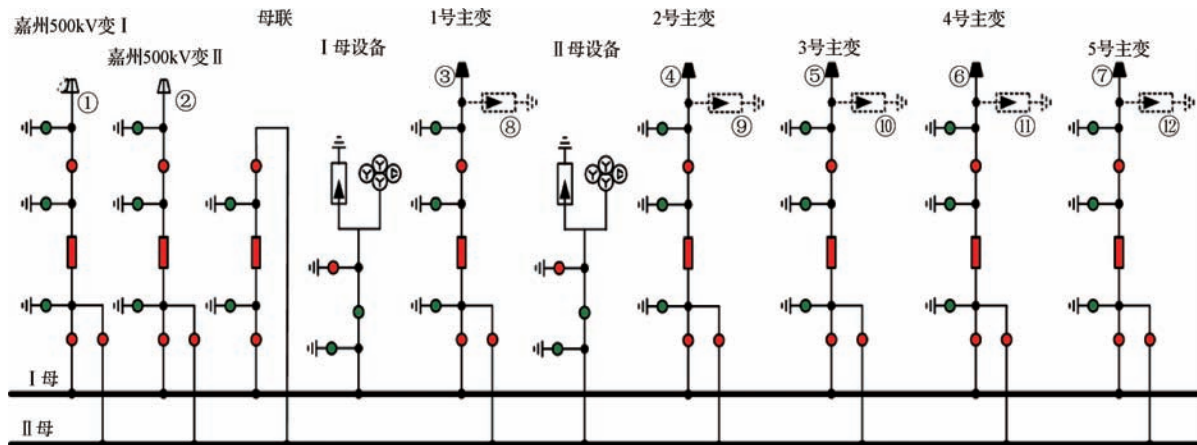 嘉州500kV变Ⅰ
嘉州500kV变Ⅱ
母联
Ⅰ母设备
1号主变
Ⅱ母设备
2号主变
3号主变
4号主变
5号主变
①
②
③
④
⑤
⑥
⑦
⑧
⑨
⑩
⑪
⑫
Ⅰ母
Ⅱ母